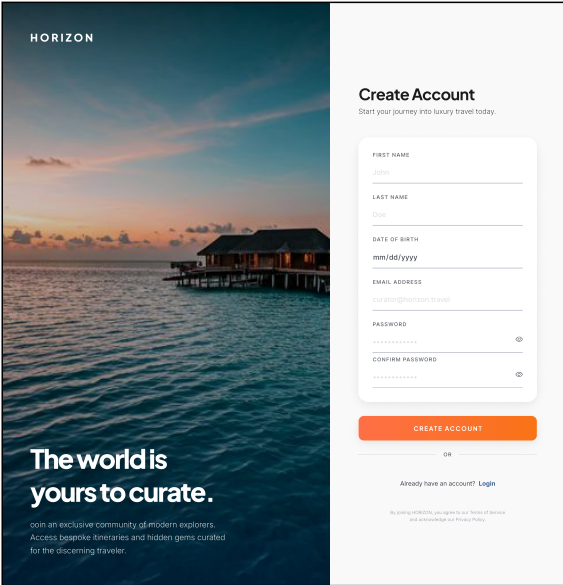 HORIZON
The world is
yours to curate.
oin an exclusive community of modern explorers.
Access bespoke itineraries and hidden gems curated
for the discerning traveler.
Create Account
Start your journey into luxury travel today.
FIRST NAME
John
LAST NAME
Doe
DATE OF BIRTH
mm/dd/yyyy
EMAIL ADDRESS
curator@horizon.travel
PASSWORD
••••••••••••
CONFIRM PASSWORD
••••••••••••
CREATE ACCOUNT
OR
Already have an account? Login
By joining HORIZON, you agree to our Terms of Service
and acknowledge our Privacy Policy.